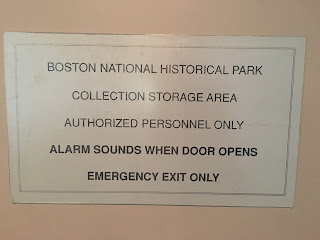 BOSTON NATIONAL HISTORICAL PARK
COLLECTION STORAGE AREA
AUTHORIZED PERSONNEL ONLY
ALARM SOUNDS WHEN DOOR OPENS
EMERGENCY EXIT ONLY